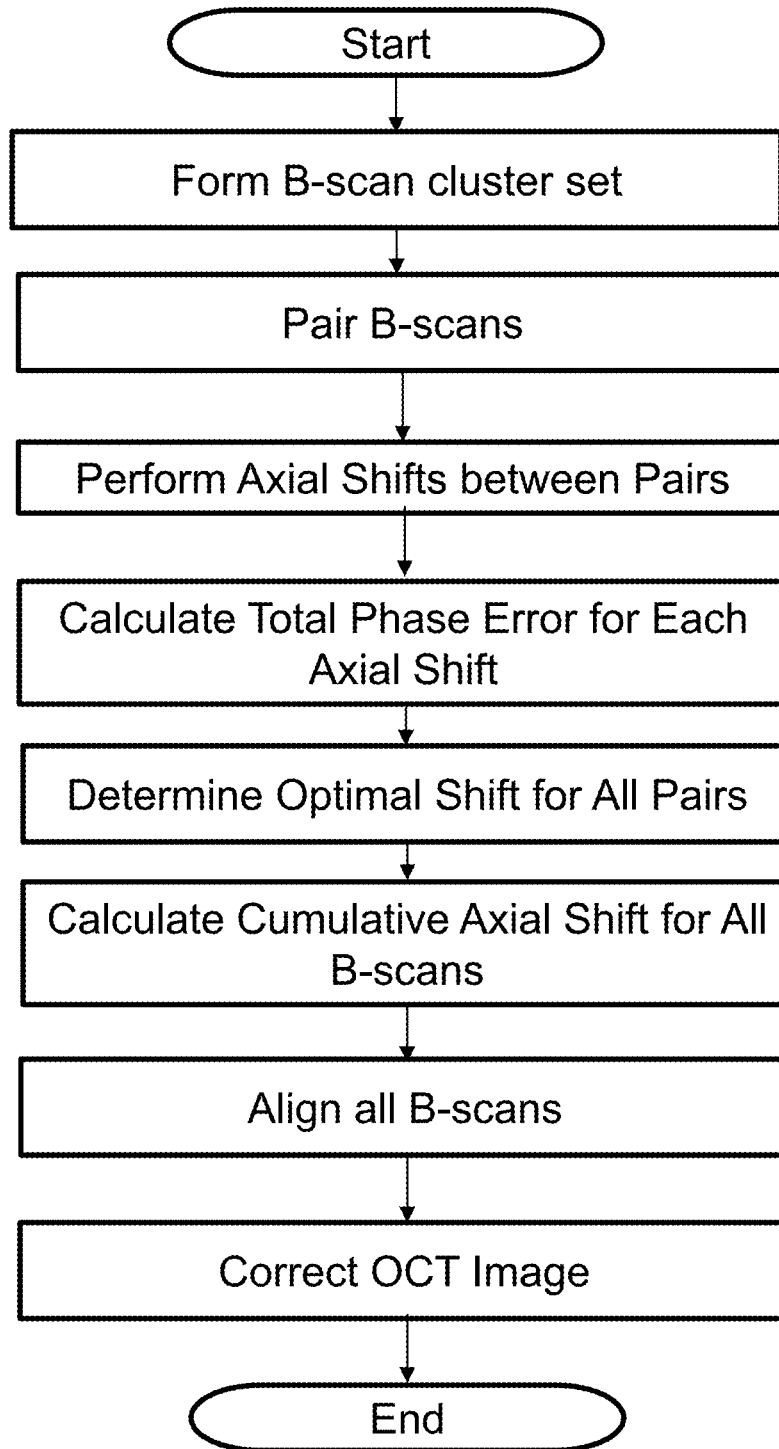 Start
Form B-scan cluster set
Pair B-scans
Perform Axial Shifts between Pairs
Calculate Total Phase Error for Each
Axial Shift
Determine Optimal Shift for All Pairs
Calculate Cumulative Axial Shift for All
B-scans
Align all B-scans
Correct OCT Image
End